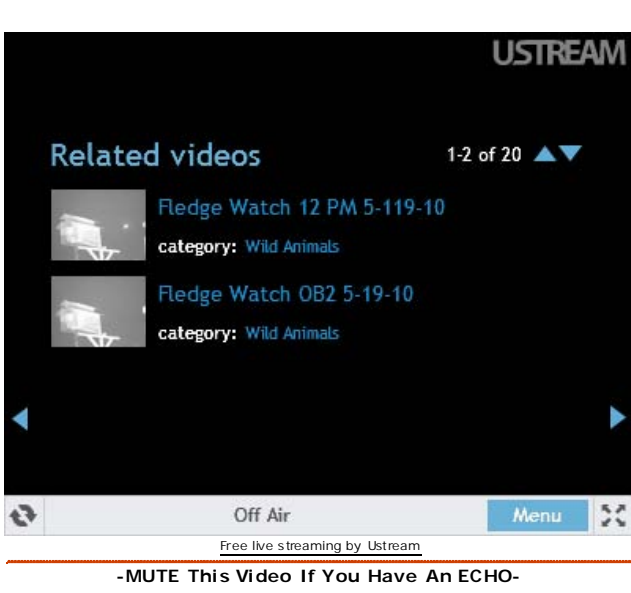 USTREAM
Related videos
1-2 of 20
Fledge Watch 12 PM 5-119-10
category: Wild Animals
Fledge Watch OB2 5-19-10
category: Wild Animals
Off Air
Menu
Free live streaming by Ustream
-MUTE This Video If You Have An ECHO-